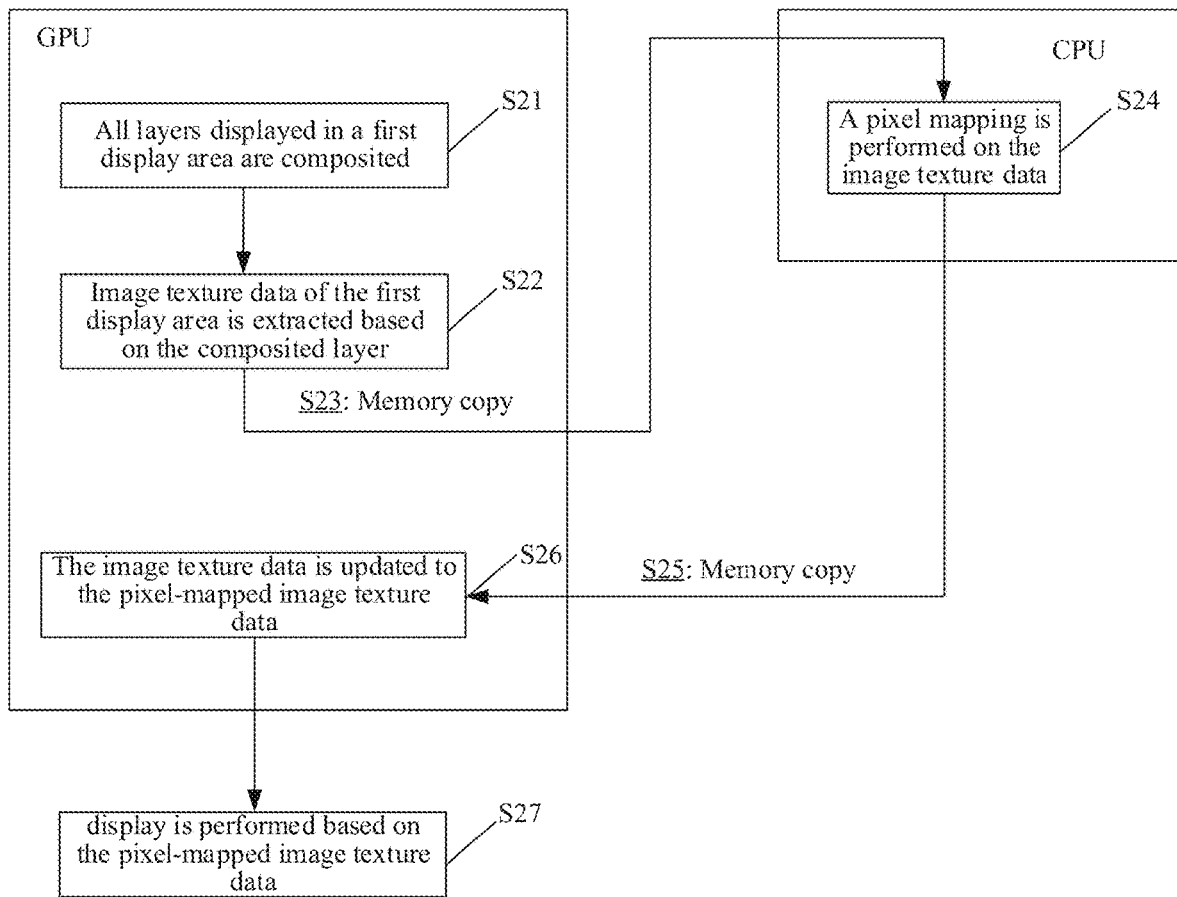 GPU
S21
All layers displayed in a first
display area are composited
S22
Image texture data of the first
display area is extracted based
on the composited layer
S23: Memory copy
CPU
S24
A pixel mapping is
performed on the
image texture data
S25: Memory copy
S26
The image texture data is updated to
the pixel-mapped image texture
data
S27
display is performed based on
the pixel-mapped image texture
data